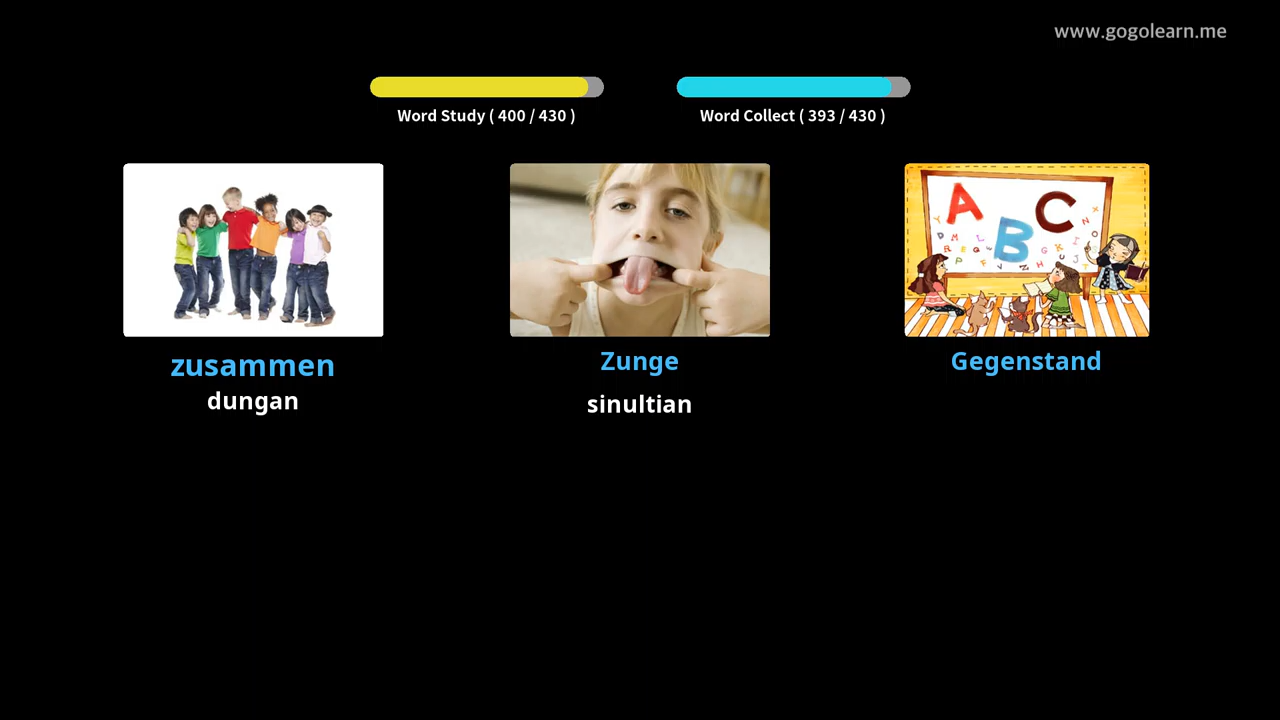 www.gogolearn.me
Word Study ( 400 / 430 )
Word Collect ( 393 / 430 )
A B C
zusammen
dungan
Zunge
sinultian
Gegenstand